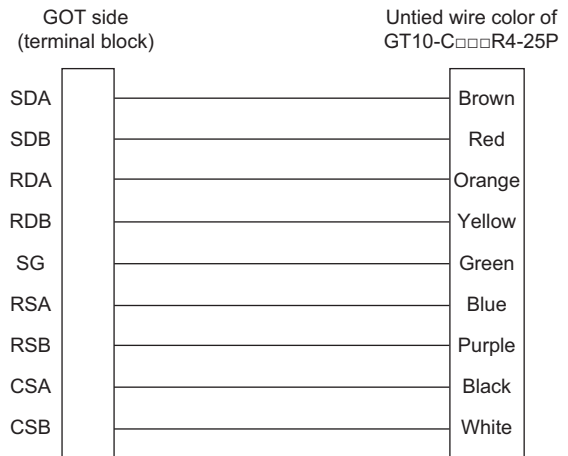 GOT side
(terminal block)
Untied wire color of
GT10-C□□□R4-25P
SDA Brown
SDB Red
RDA Orange
RDB Yellow
SG Green
RSA Blue
RSB Purple
CSA Black
CSB White